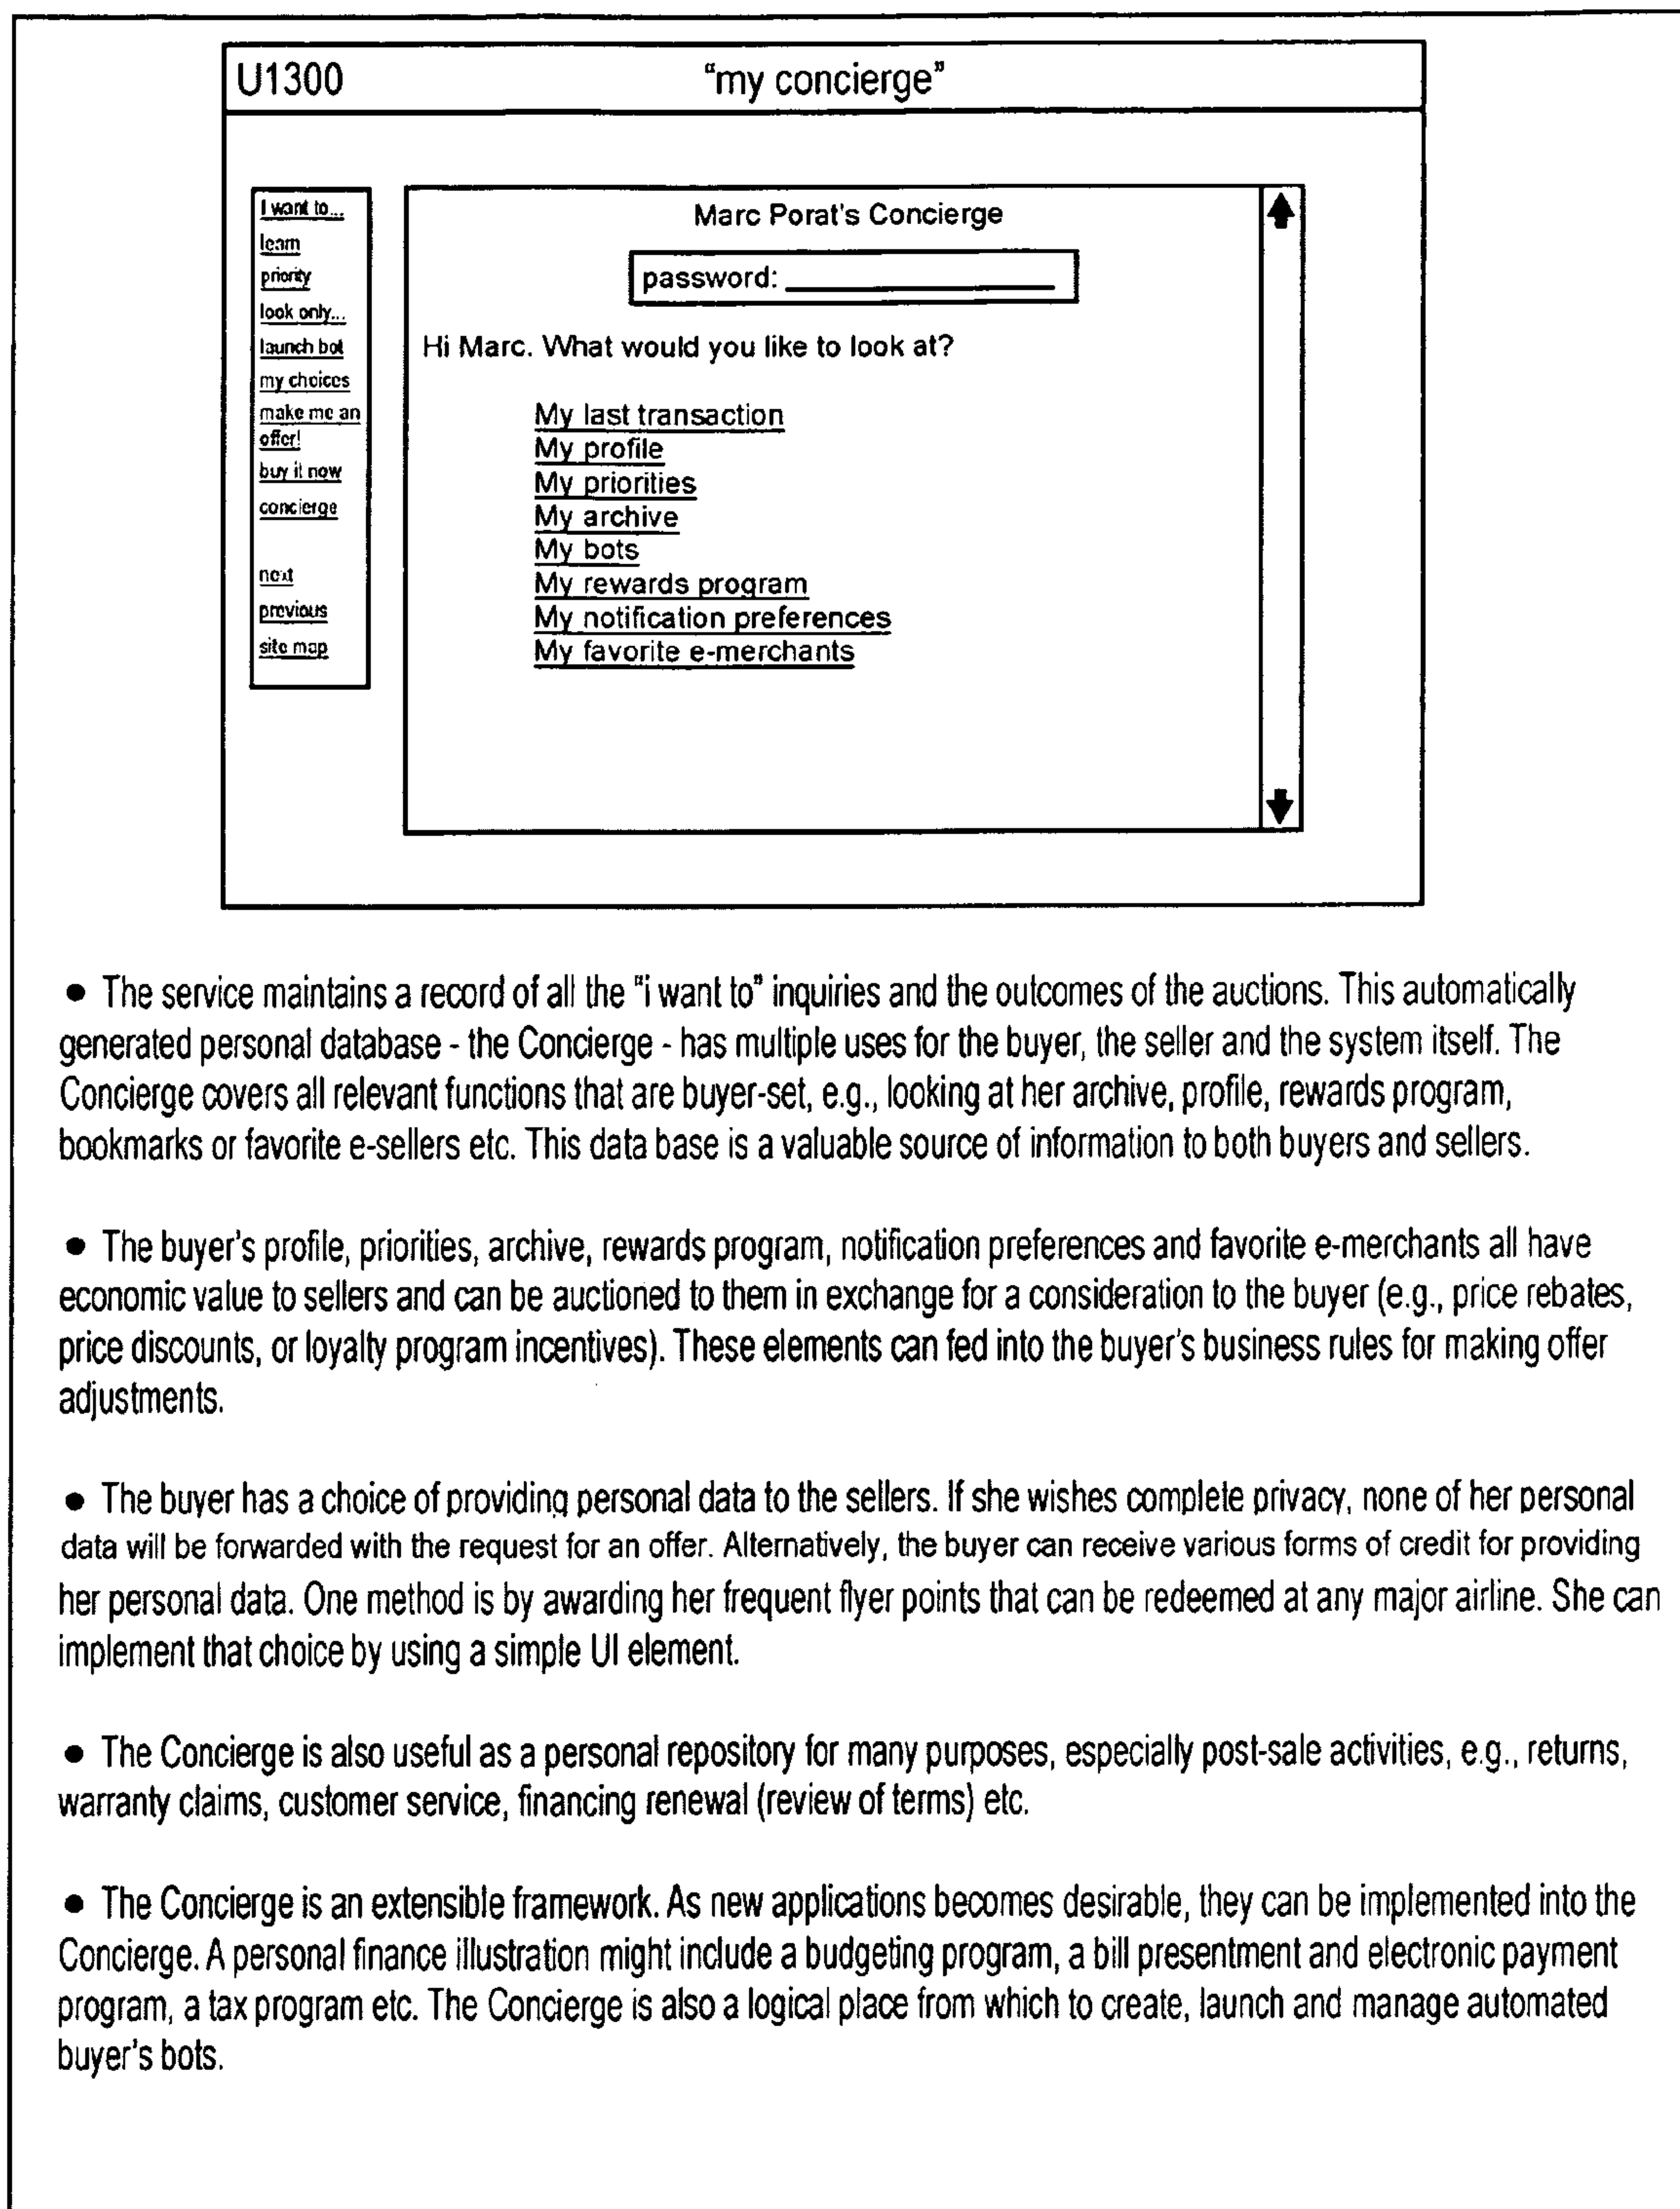 U1300 "my concierge"
I want to...
learn
priority
look only...
launch bot
my choices
make me an
offer!
buy it now
concierge
next
previous
site map
Marc Porat's Concierge
password:
Hi Marc. What would you like to look at?
My last transaction
My profile
My priorities
My archive
My bots
My rewards program
My notification preferences
My favorite e-merchants
● The service maintains a record of all the "i want to" inquiries and the outcomes of the auctions. This automatically
generated personal database - the Concierge - has multiple uses for the buyer, the seller and the system itself. The
Concierge covers all relevant functions that are buyer-set, e.g., looking at her archive, profile, rewards program,
bookmarks or favorite e-sellers etc. This data base is a valuable source of information to both buyers and sellers.
● The buyer's profile, priorities, archive, rewards program, notification preferences and favorite e-merchants all have
economic value to sellers and can be auctioned to them in exchange for a consideration to the buyer (e.g., price rebates,
price discounts, or loyalty program incentives). These elements can fed into the buyer's business rules for making offer
adjustments.
● The buyer has a choice of providing personal data to the sellers. If she wishes complete privacy, none of her personal
data will be forwarded with the request for an offer. Alternatively, the buyer can receive various forms of credit for providing
her personal data. One method is by awarding her frequent flyer points that can be redeemed at any major airline. She can
implement that choice by using a simple UI element.
● The Concierge is also useful as a personal repository for many purposes, especially post-sale activities, e.g., returns,
warranty claims, customer service, financing renewal (review of terms) etc.
● The Concierge is an extensible framework. As new applications becomes desirable, they can be implemented into the
Concierge. A personal finance illustration might include a budgeting program, a bill presentment and electronic payment
program, a tax program etc. The Concierge is also a logical place from which to create, launch and manage automated
buyer's bots.